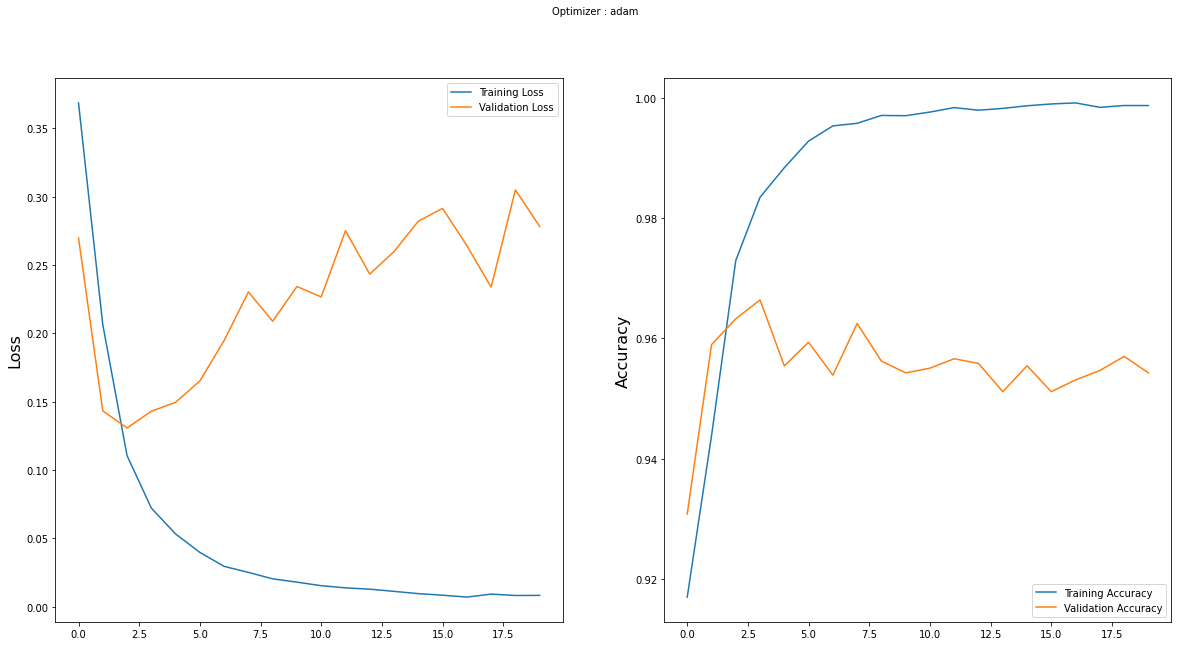 Optimizer : adam
Training Loss
Validation Loss
0.35
0.30
0.25
0.20
0.15
0.10
0.05
0.00
Loss
0.0 2.5 5.0 7.5 10.0 12.5 15.0 17.5
1.00
0.98
0.96
0.94
0.92
Accuracy
Training Accuracy
Validation Accuracy
0.0 2.5 5.0 7.5 10.0 12.5 15.0 17.5